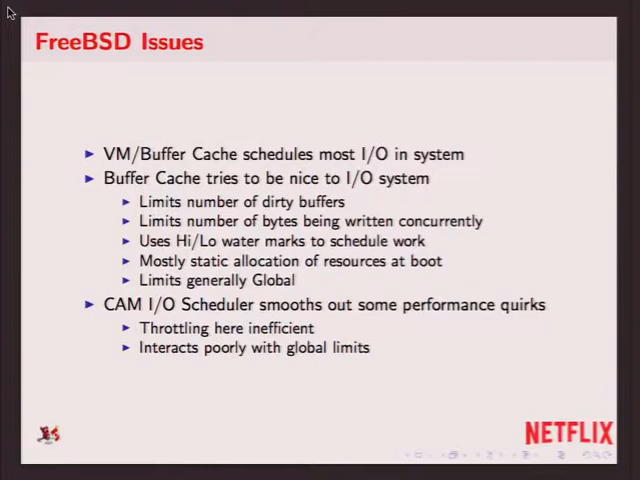 FreeBSD Issues
VM/Buffer Cache schedules most I/O in system
Buffer Cache tries to be nice to I/O system
Limits number of dirty buffers
Limits number of bytes being written concurrently
Uses Hi/Lo water marks to schedule work
Mostly static allocation of resources at boot
Limits generally Global
CAM I/O Scheduler smooths out some performance quirks
Throttling here inefficient
Interacts poorly with global limits
NETFLIX